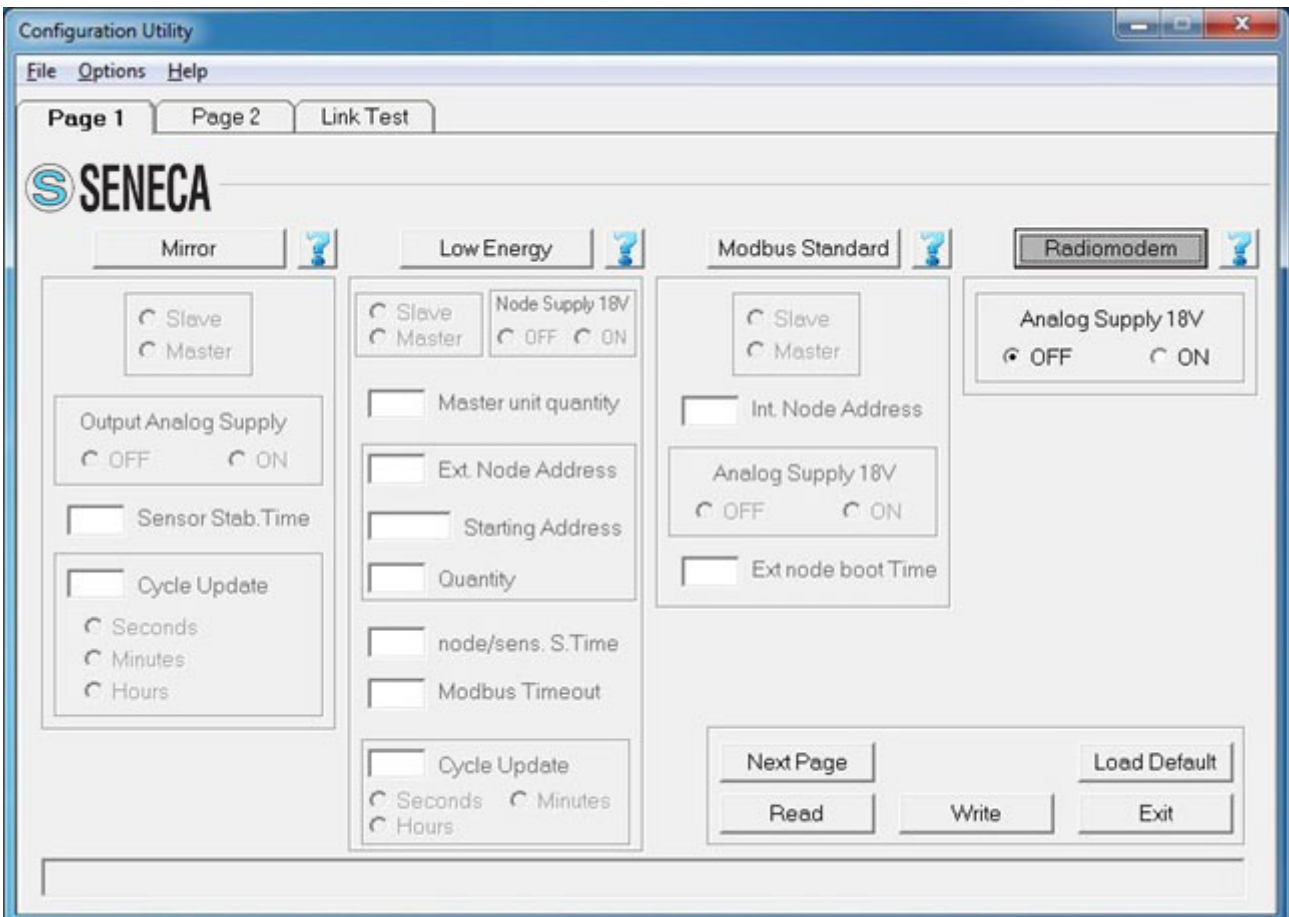 Configuration Utility
File Options Help
Page 1 Page 2 Link Test
S SENECA
Mirror ? Low Energy ? Modbus Standard ? Radiomodem ?
Slave
Master
Output Analog Supply
OFF ON
Sensor Stab.Time
Cycle Update
Seconds
Minutes
Hours
Slave
Master
Node Supply 18V
OFF ON
Master unit quantity
Ext. Node Address
Starting Address
Quantity
node/sens. S.Time
Modbus Timeout
Cycle Update
Seconds Minutes
Hours
Slave
Master
Int. Node Address
Analog Supply 18V
OFF ON
Ext node boot Time
Analog Supply 18V
OFF ON
Next Page Load Default
Read Write Exit